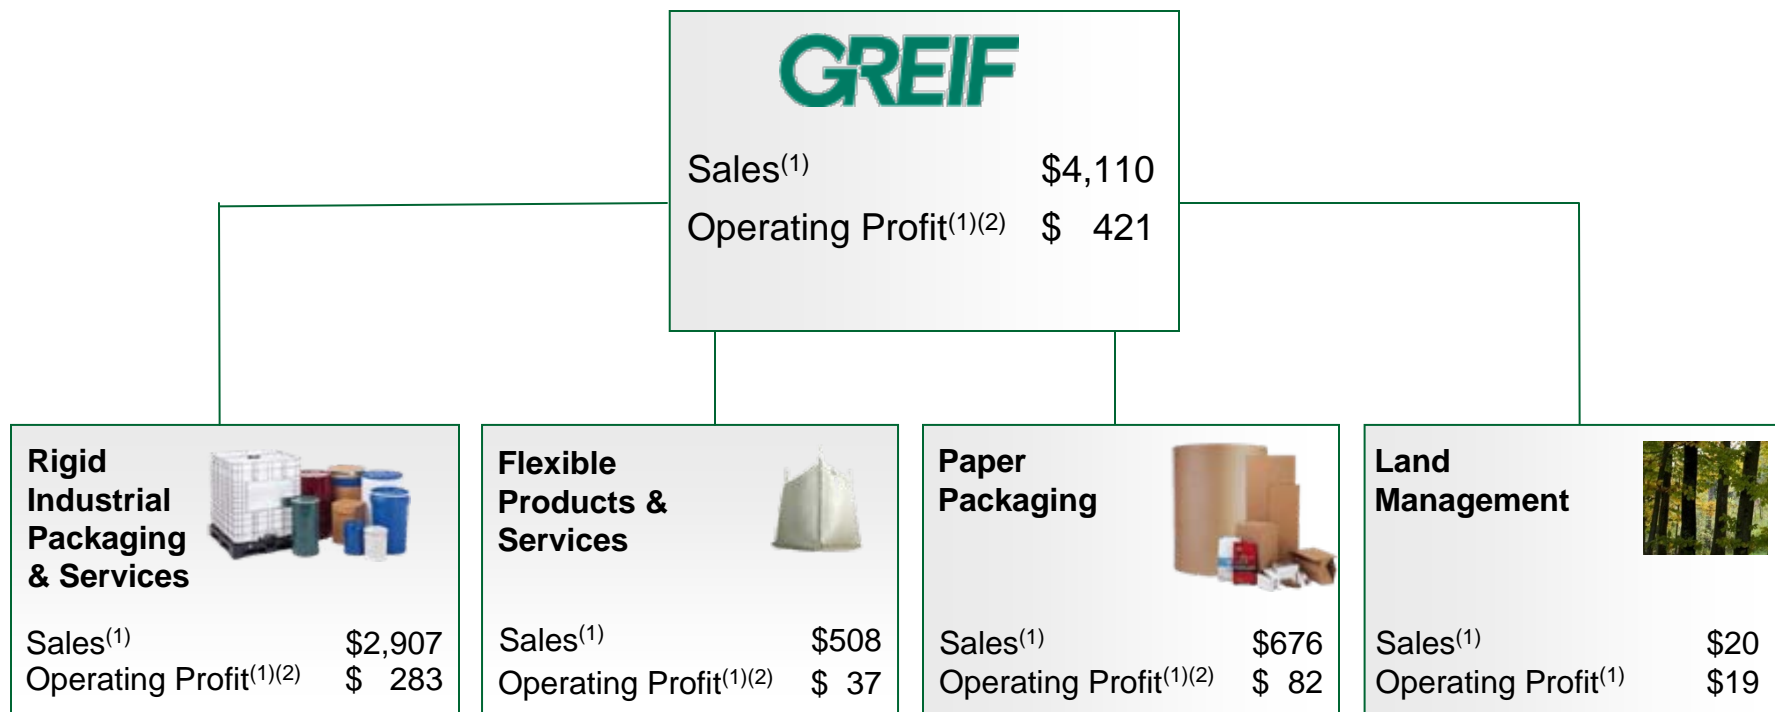 GREIF
Sales(1) $4,110
Operating Profit(1)(2) $ 421
Rigid
Industrial
Packaging
& Services
Sales(1) $2,907
Operating Profit(1)(2) $ 283
Flexible
Products &
Services
Sales(1) $508
Operating Profit(1)(2) $ 37
Paper
Packaging
Sales(1) $676
Operating Profit(1)(2) $ 82
Land
Management
Sales(1) $20
Operating Profit(1) $19